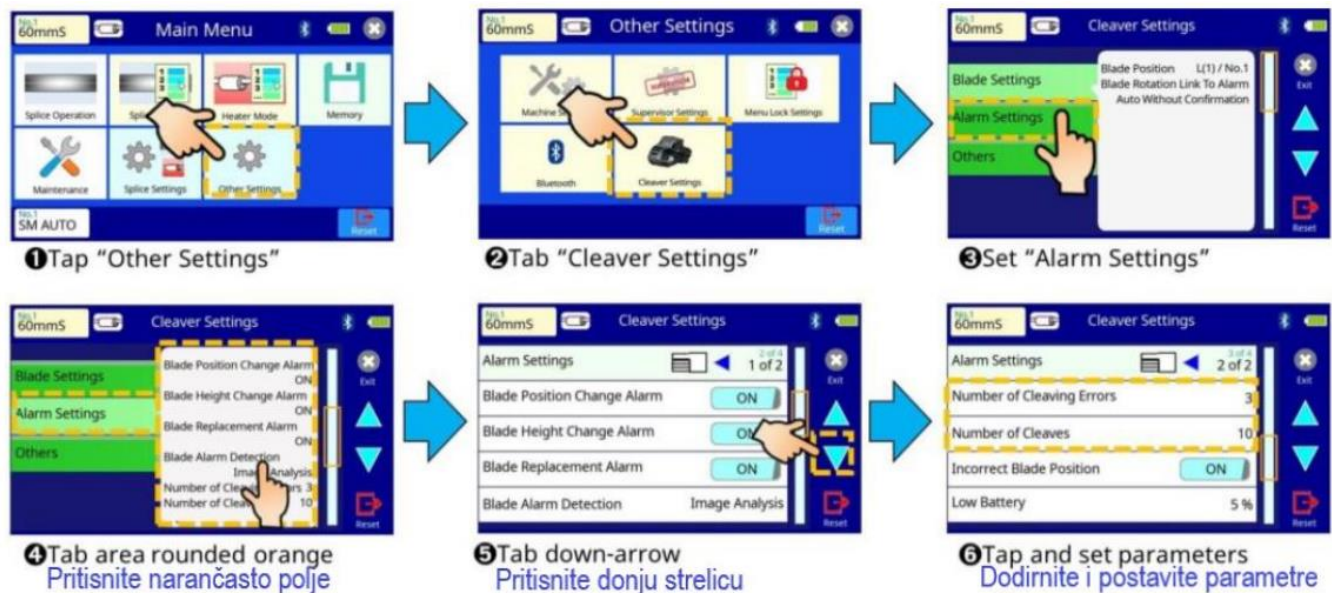 No.1
60mmS
Main Menu
Splice Operation
Heater Mode
Memory
Maintenance
Splice Settings
Other Settings
No.1
SM AUTO
Reset
❶Tap “Other Settings”
No.1
60mmS
Other Settings
Supervisor Settings
Menu Lock Settings
Bluetooth
Cleaver Settings
Reset
❷Tab “Cleaver Settings”
No.1
60mmS
Cleaver Settings
Blade Settings
Alarm Settings
Others
Blade Position L(1) / No.1
Blade Rotation Link To Alarm
Auto Without Confirmation
Exit
Reset
❸Set “Alarm Settings”
No.1
60mmS
Cleaver Settings
Blade Settings
Alarm Settings
Others
Blade Position Change Alarm
ON
Blade Height Change Alarm
ON
Blade Replacement Alarm
ON
Blade Alarm Detection
Number of
Number of
3
10
Exit
Reset
❹Tab area rounded orange
Pritisnite narančasto polje
No.1
60mmS
Cleaver Settings
Alarm Settings
2 of 4
1 of 2
Blade Position Change Alarm ON
Blade Height Change Alarm
Blade Replacement Alarm ON
Blade Alarm Detection Image Analysis
Exit
Reset
❺Tab down-arrow
Pritisnite donju strelicu
No.1
60mmS
Cleaver Settings
Alarm Settings
3 of 4
2 of 2
Number of Cleaving Errors 3
Number of Cleaves 10
Incorrect Blade Position ON
Low Battery 5 %
Exit
Reset
❻Tap and set parameters
Dodirnite i postavite parametre